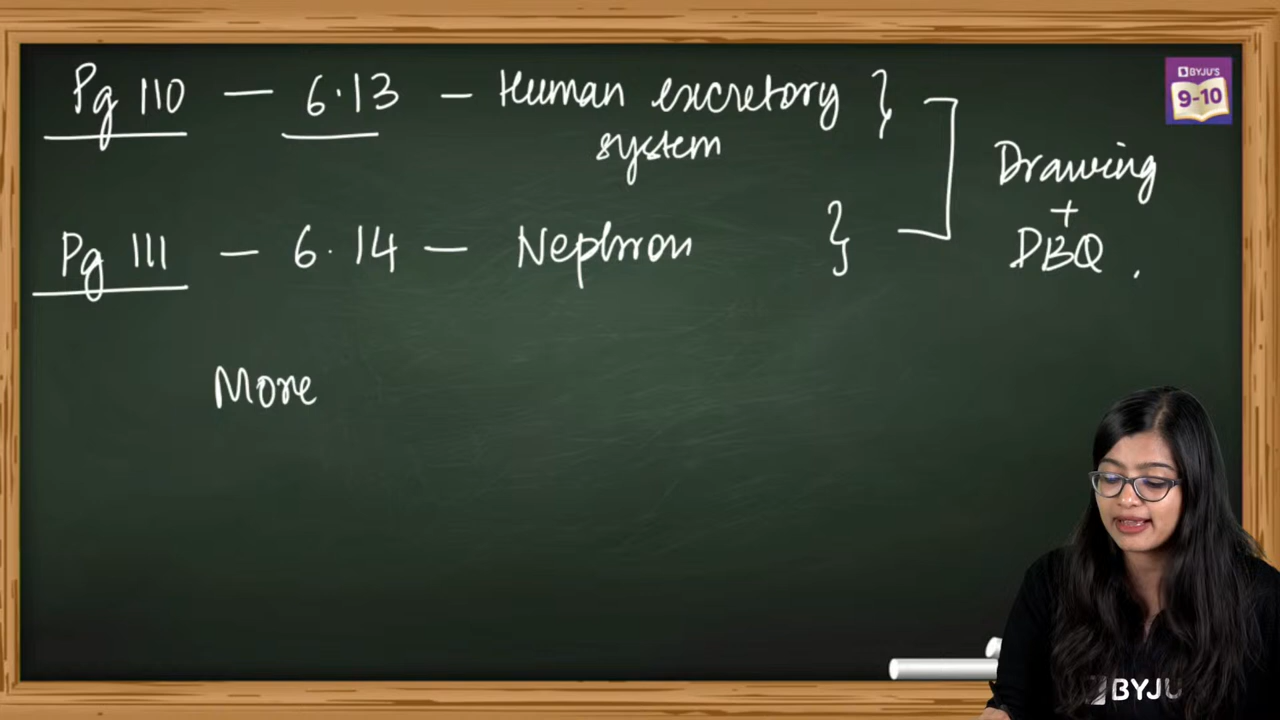 Pg 110 — 6.13 — Human excretory }
system
Pg 111 — 6.14 — Nephron }
Drawing
+
DBQ .
More
BYJU'S
9-10
BYJU